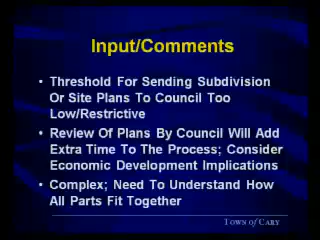 Input/Comments
• Threshold For Sending Subdivision
Or Site Plans To Council Too
Low/Restrictive
• Review Of Plans By Council Will Add
Extra Time To The Process; Consider
Economic Development Implications
• Complex; Need To Understand How
All Parts Fit Together
TOWN of CARY